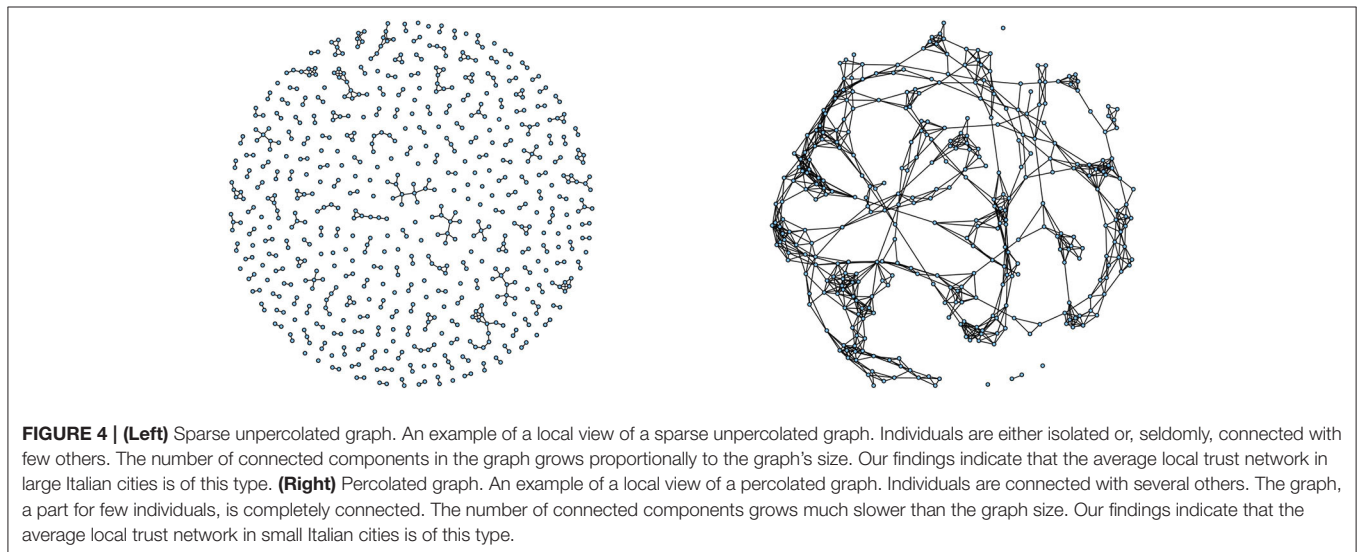 FIGURE 4 | (Left) Sparse unpercolated graph. An example of a local view of a sparse unpercolated graph. Individuals are either isolated or, seldomly, connected with
few others. The number of connected components in the graph grows proportionally to the graph's size. Our findings indicate that the average local trust network in
large Italian cities is of this type. (Right) Percolated graph. An example of a local view of a percolated graph. Individuals are connected with several others. The graph,
a part for few individuals, is completely connected. The number of connected components grows much slower than the graph size. Our findings indicate that the
average local trust network in small Italian cities is of this type.